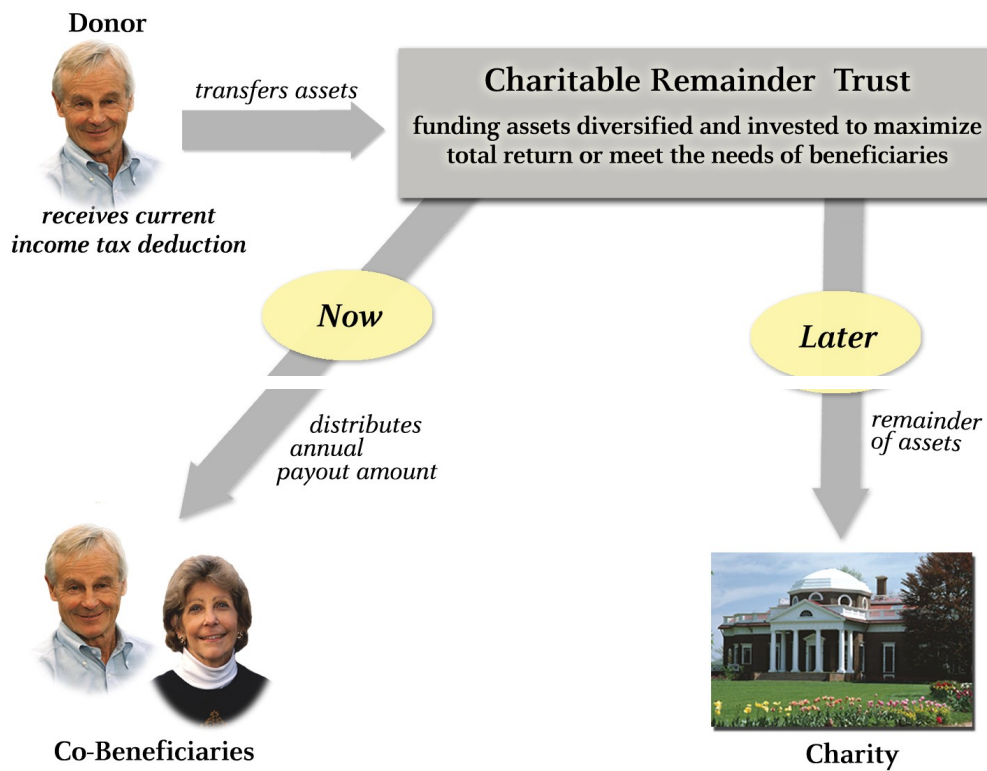 Donor
transfers assets
Charitable Remainder Trust
funding assets diversified and invested to maximize
total return or meet the needs of beneficiaries
receives current
income tax deduction
Now
Later
distributes
annual
payout amount
remainder
of assets
Co-Beneficiaries
Charity